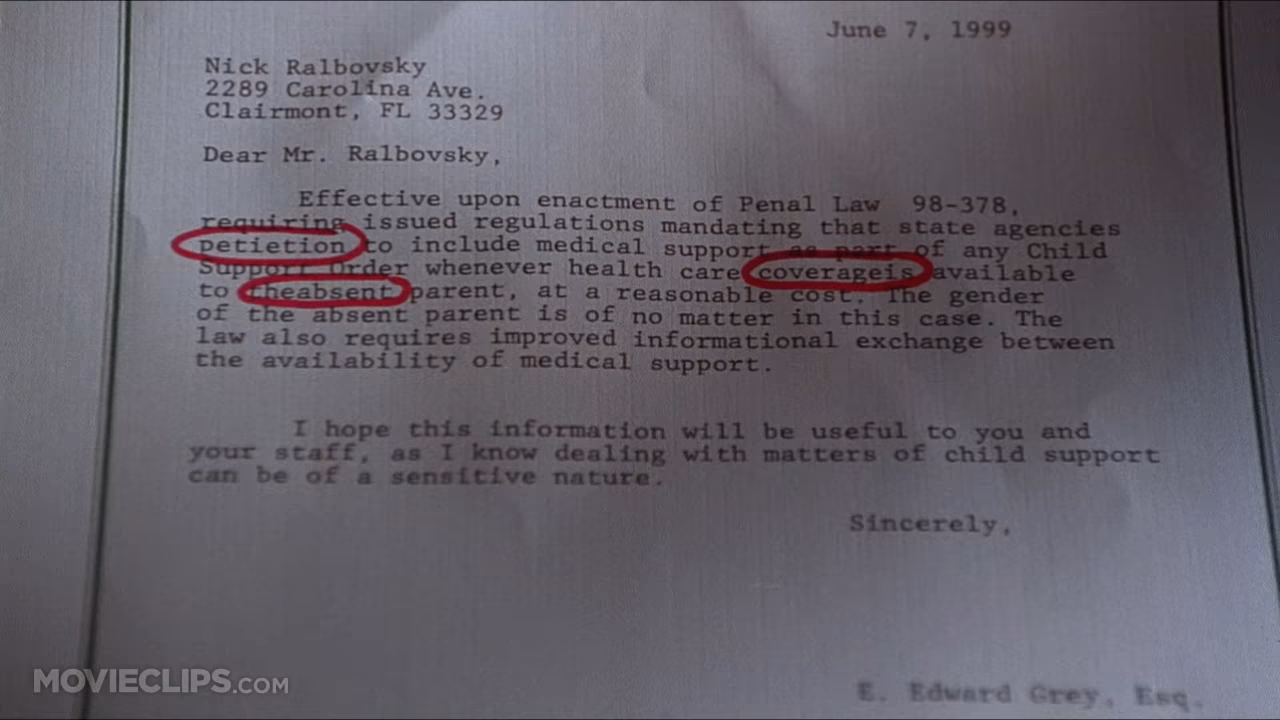 June 7, 1999
Nick Ralbovsky
2289 Carolina Ave.
Clairmont, FL 33329
Dear Mr. Ralbovsky,
Effective upon enactment of Penal Law 98-378,
requiring issued regulations mandating that state agencies
petietion to include medical support as part of any Child
Support Order whenever health care coverageis available
to theabsent parent, at a reasonable cost. The gender
of the absent parent is of no matter in this case. The
law also requires improved informational exchange between
the availability of medical support.
I hope this information will be useful to you and
your staff, as I know dealing with matters of child support
can be of a sensitive nature.
Sincerely,
E. Edward Grey, Esq.
MOVIECLIPS.COM